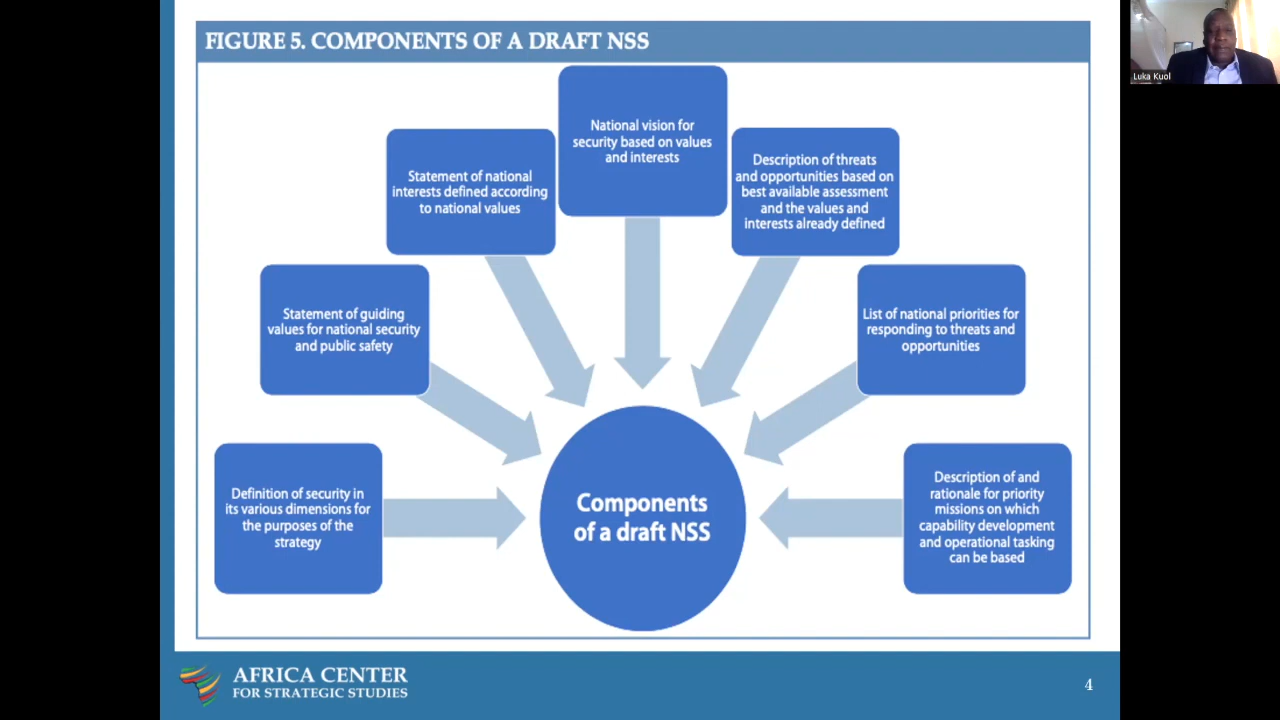 FIGURE 5. COMPONENTS OF A DRAFT NSS
Luka Kuol
National vision for
security based on values
and interests
Statement of national
interests defined according
to national values
Description of threats
and opportunities based on
best available assessment
and the values and
interests already defined
Statement of guiding
values for national security
and public safety
List of national priorities for
responding to threats and
opportunities
Definition of security in
its various dimensions for
the purposes of the
strategy
Components
of a draft NSS
Description of and
rationale for priority
missions on which
capability development
and operational tasking
can be based
AFRICA CENTER
FOR STRATEGIC STUDIES
4